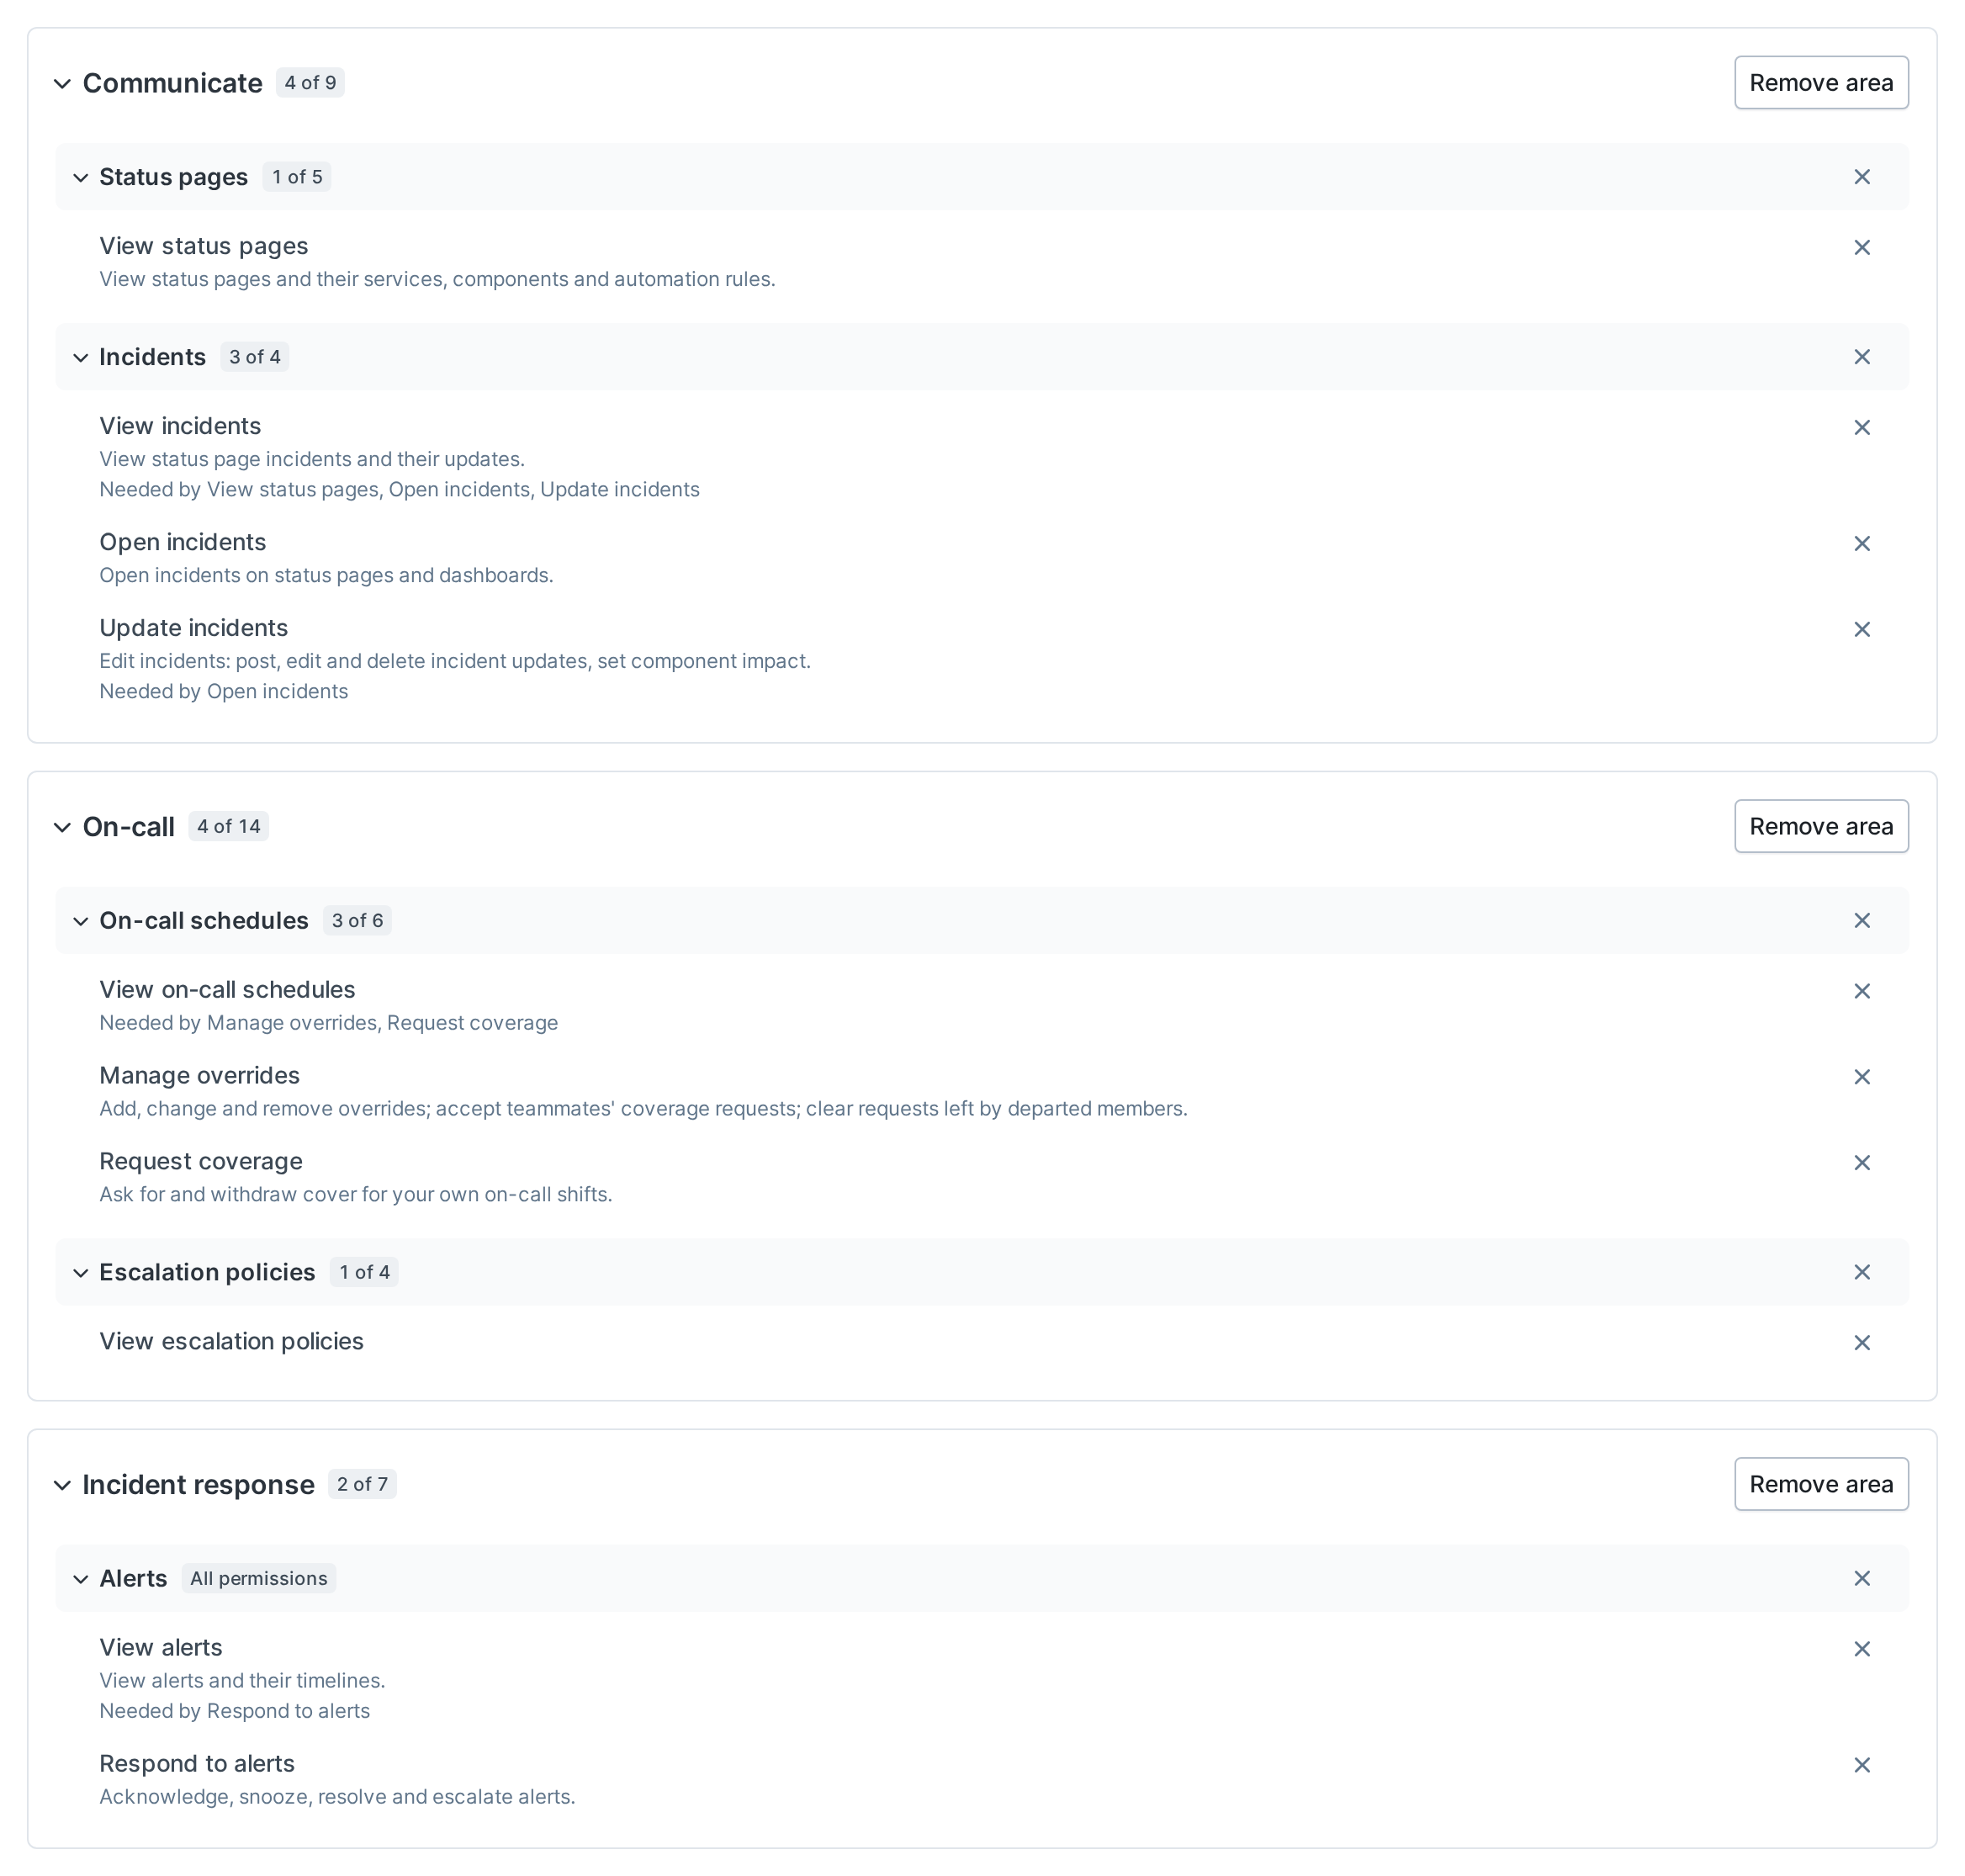 Communicate 4 of 9 Remove area
Status pages 1 of 5
View status pages
View status pages and their services, components and automation rules.
Incidents 3 of 4
View incidents
View status page incidents and their updates.
Needed by View status pages, Open incidents, Update incidents
Open incidents
Open incidents on status pages and dashboards.
Update incidents
Edit incidents: post, edit and delete incident updates, set component impact.
Needed by Open incidents
On-call 4 of 14 Remove area
On-call schedules 3 of 6
View on-call schedules
Needed by Manage overrides, Request coverage
Manage overrides
Add, change and remove overrides; accept teammates' coverage requests; clear requests left by departed members.
Request coverage
Ask for and withdraw cover for your own on-call shifts.
Escalation policies 1 of 4
View escalation policies
Incident response 2 of 7 Remove area
Alerts All permissions
View alerts
View alerts and their timelines.
Needed by Respond to alerts
Respond to alerts
Acknowledge, snooze, resolve and escalate alerts.